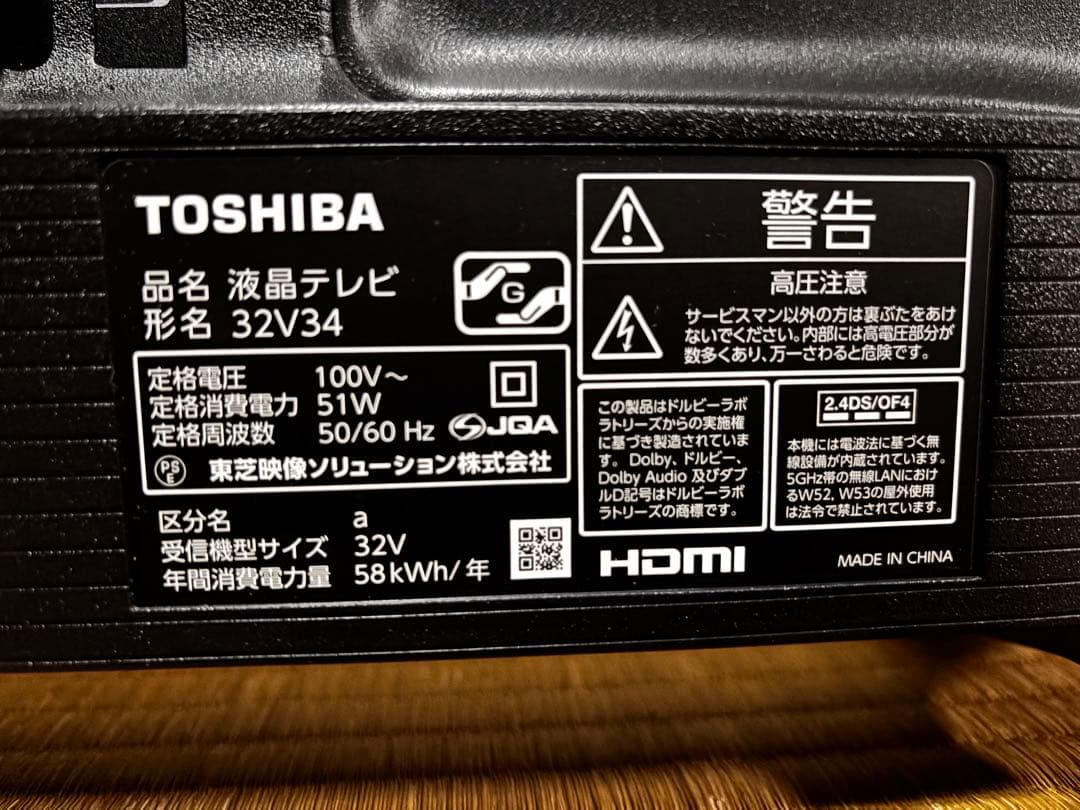 TOSHIBA
品名 液晶テレビ
形名 32V34
G
定格電圧 100V～
定格消費電力 51W
定格周波数 50/60 Hz
JQA
PS
E
東芝映像ソリューション株式会社
区分名 a
受信機型サイズ 32V
年間消費電力量 58kWh/年
警告
高圧注意
サービスマン以外の方は裏ぶたをあけ
ないでください。内部には高電圧部分が
数多くあり、万一さわると危険です。
この製品はドルビーラボ
ラトリーズからの実施権
に基づき製造されていま
す。Dolby、ドルビー、
Dolby Audio 及びダブ
ルD記号はドルビーラボ
ラトリーズの商標です。
2.4DS/OF4
本機には電波法に基づく無
線設備が内蔵されています。
5GHz帯の無線LANにおけ
るW52, W53の屋外使用
は法令で禁止されています。
HDMI
MADE IN CHINA